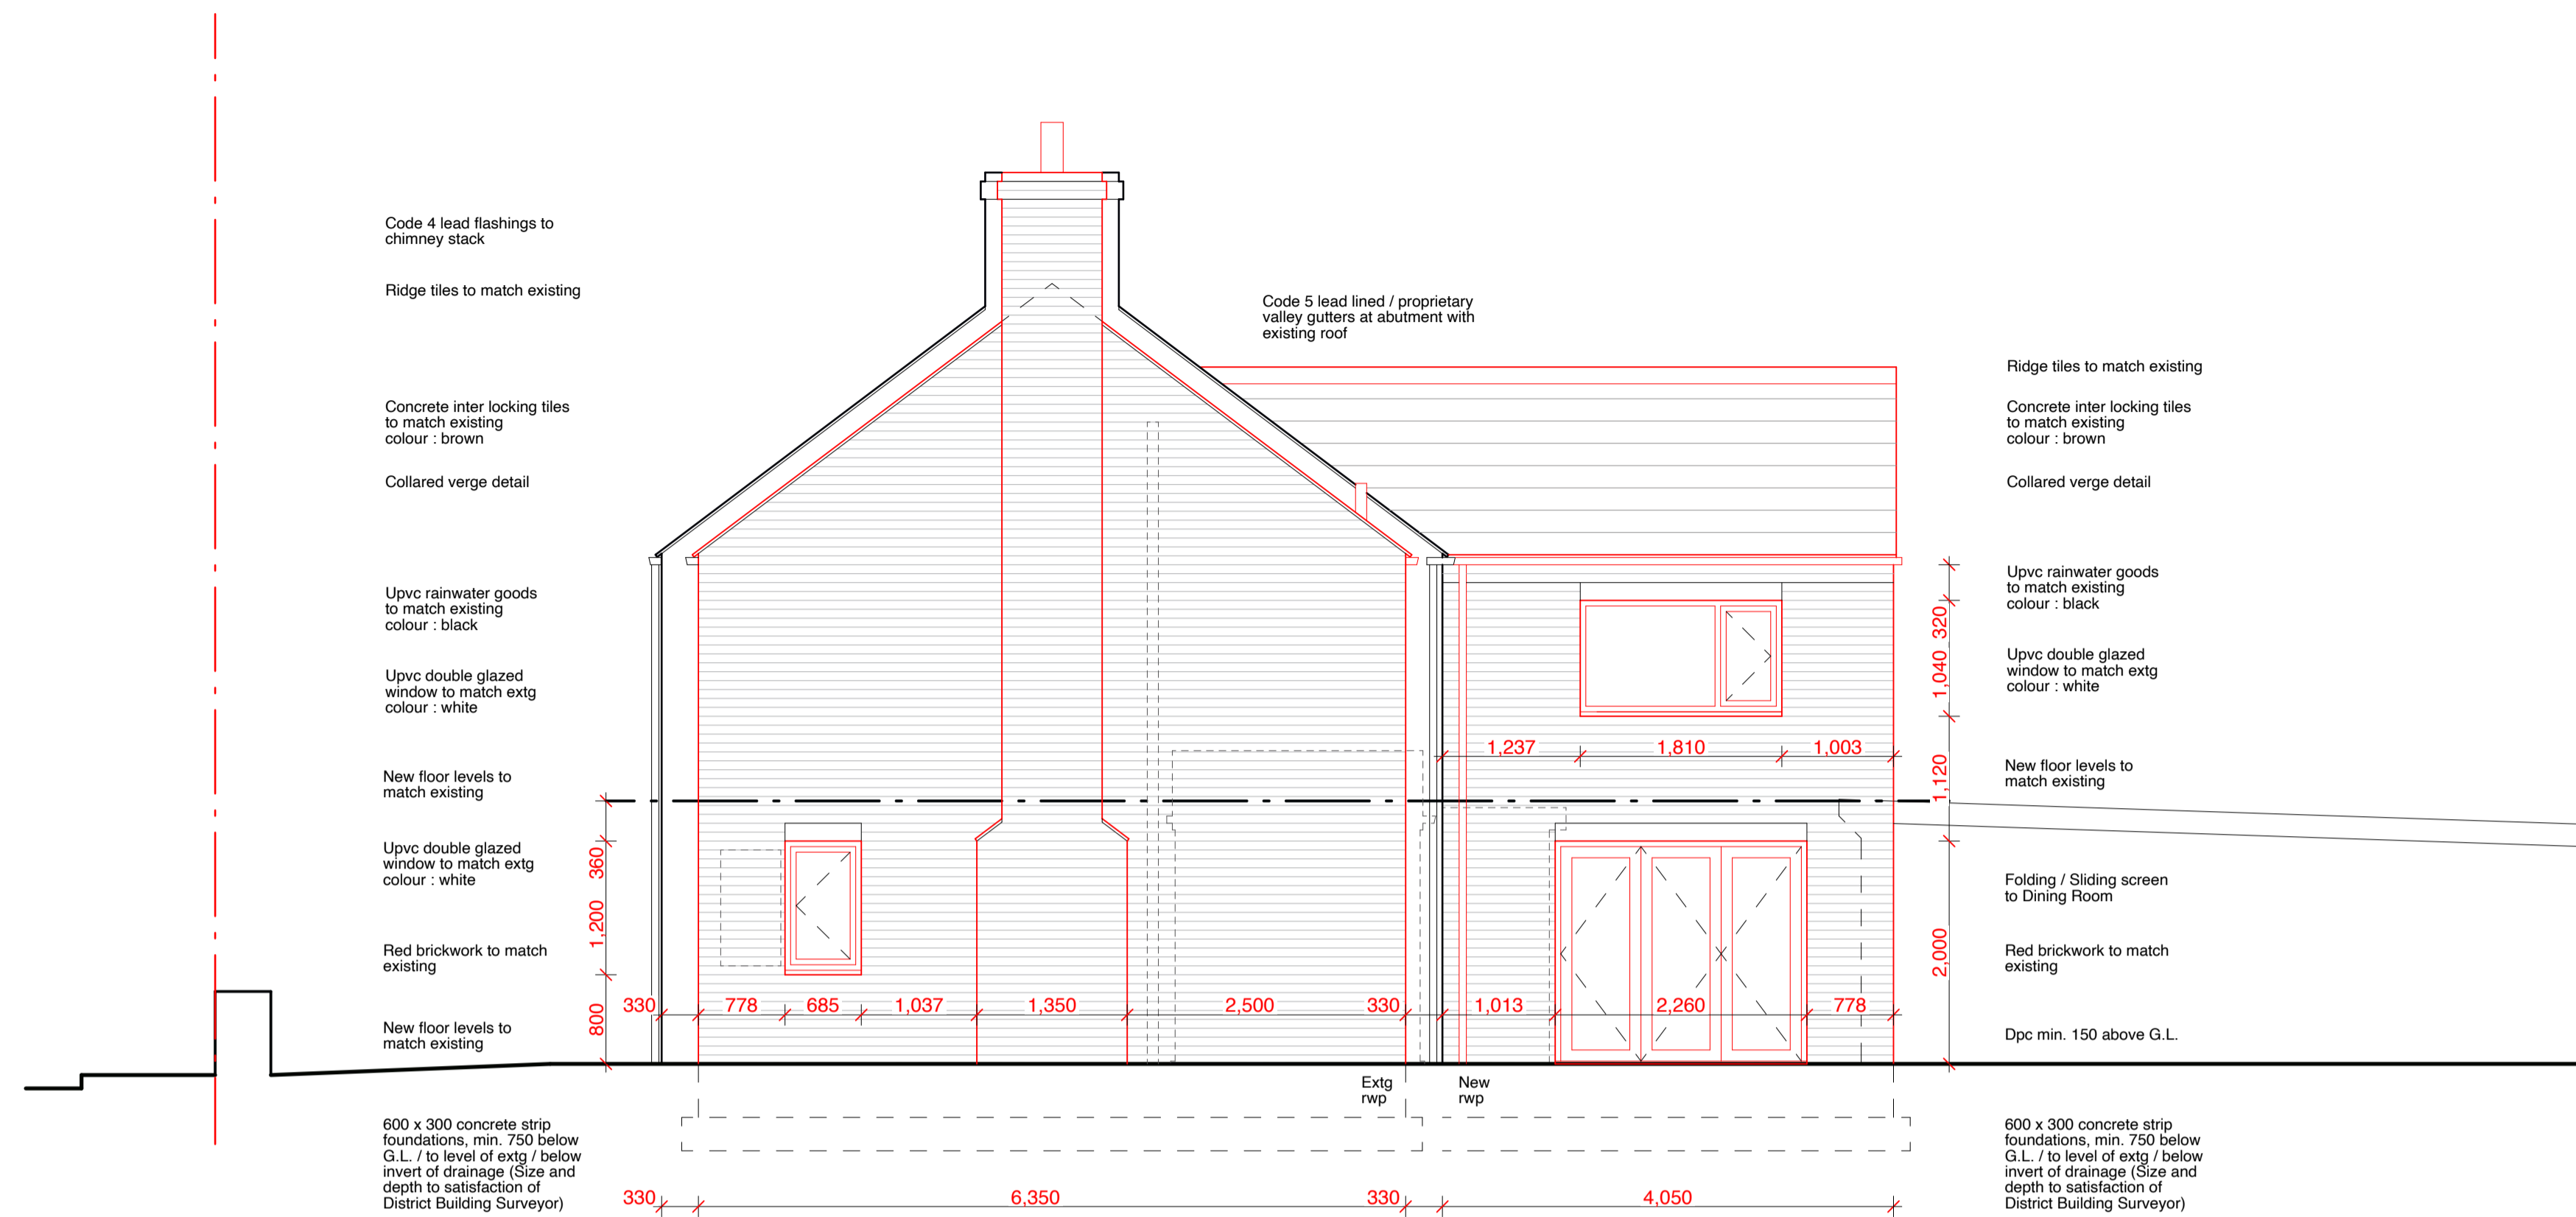 Code 4 lead flashings to
chimney stack
Ridge tiles to match existing
Concrete inter locking tiles
to match existing
colour : brown
Collared verge detail
Upvc rainwater goods
to match existing
colour : black
Upvc double glazed
window to match extg
colour : white
New floor levels to
match existing
Upvc double glazed
window to match extg
colour : white
Red brickwork to match
existing
New floor levels to
match existing
600 x 300 concrete strip
foundations, min. 750 below
G.L. / to level of extg / below
invert of drainage (Size and
depth to satisfaction of
District Building Surveyor)
360
1,200
800
Code 5 lead lined / proprietary
valley gutters at abutment with
existing roof
1,237 1,810 1,003
330 778 685 1,037 1,350 2,500 330 1,013 2,260 778
Extg
rwp
New
rwp
330 6,350 330 4,050
320
1,040
1,120
2,000
Ridge tiles to match existing
Concrete inter locking tiles
to match existing
colour : brown
Collared verge detail
Upvc rainwater goods
to match existing
colour : black
Upvc double glazed
window to match extg
colour : white
New floor levels to
match existing
Folding / Sliding screen
to Dining Room
Red brickwork to match
existing
Dpc min. 150 above G.L.
600 x 300 concrete strip
foundations, min. 750 below
G.L. / to level of extg / below
invert of drainage (Size and
depth to satisfaction of
District Building Surveyor)